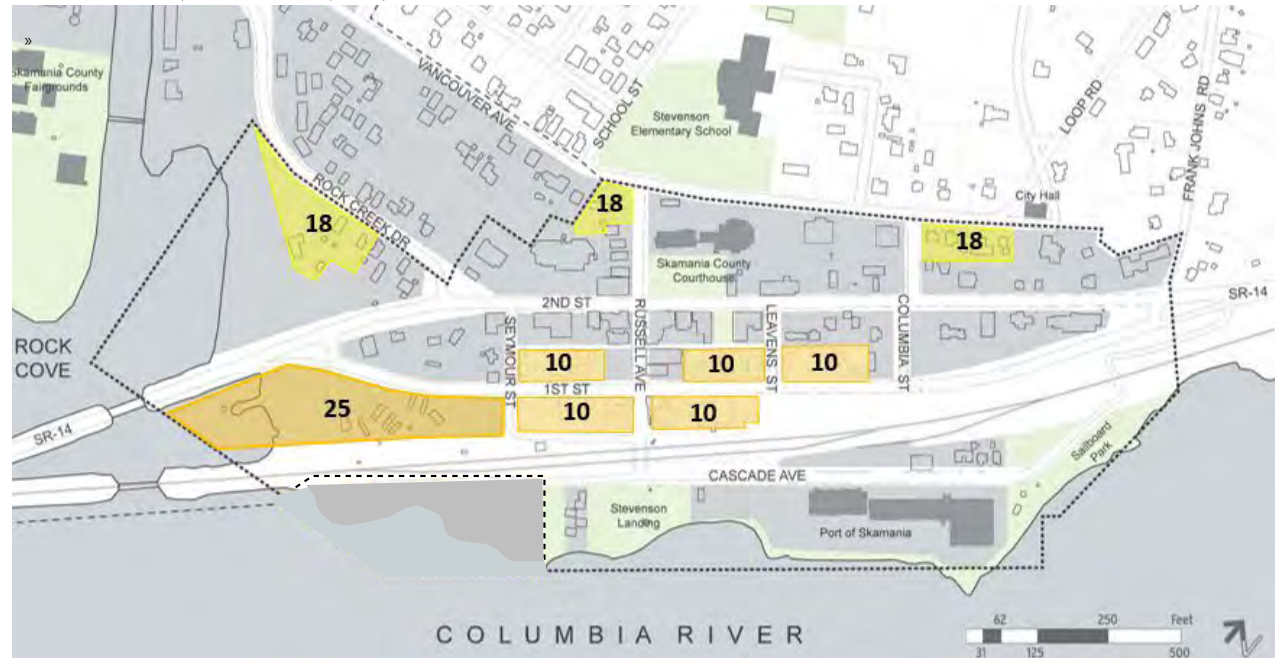 »
Skamania County
Fairgrounds
VANCOUVER AVE
SCHOOL ST
Stevenson
Elementary School
LOOP RD
FRANK JOHNS RD
City Hall
ROCK CREEK DR
18
18
18
Skamania County
Courthouse
2ND ST
SR-14
ROCK
COVE
SEYMOUR ST
RUSSELL AVE
LEAVENS ST
COLUMBIA ST
10
10
10
1ST ST
25
10
10
SR-14
CASCADE AVE
Sailboard
Park
Stevenson
Landing
Port of Skamania
COLUMBIA RIVER
62
250
Feet
31
125
500
N